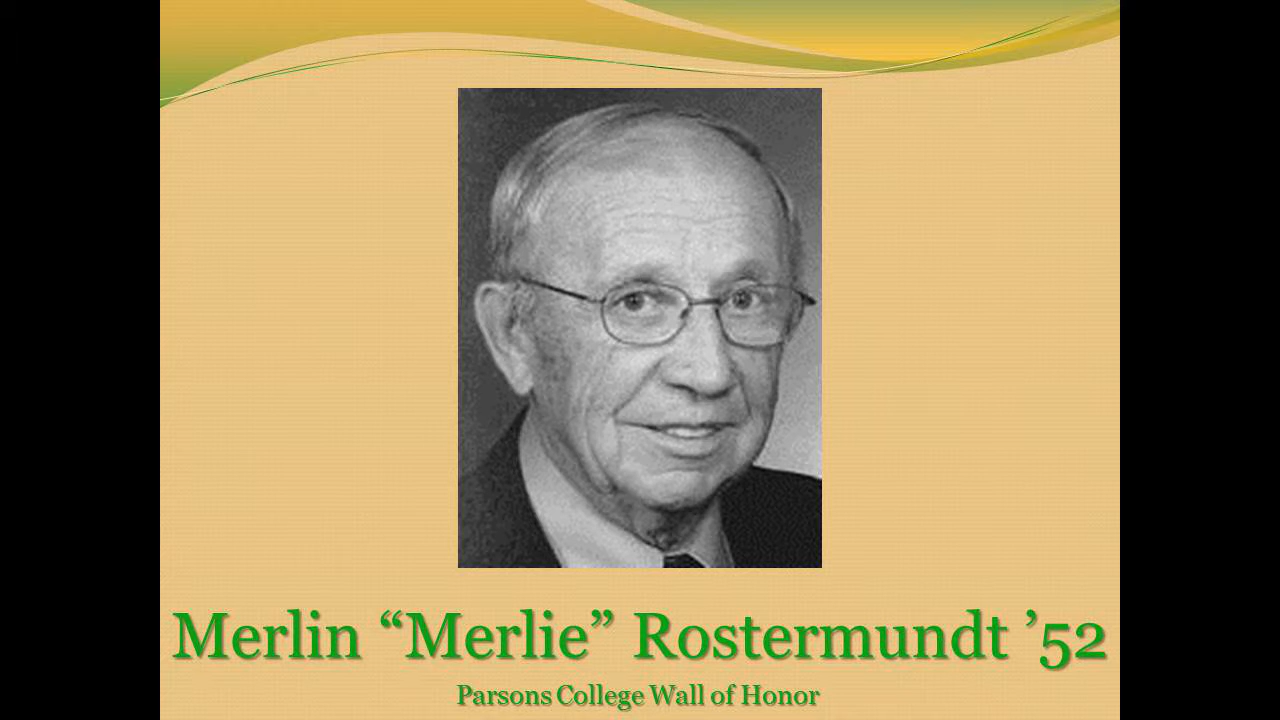 Merlin “Merlie” Rostermundt ’52
Parsons College Wall of Honor